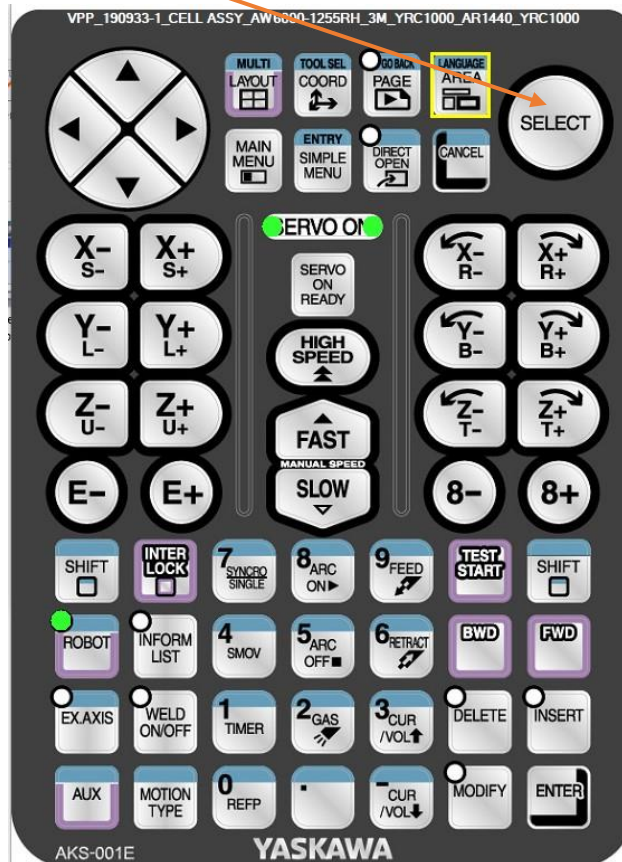 VPP_190933-1_CELL ASSY_AW6000-1255RH_3M_YRC1000_AR1440_YRC1000
MULTI
LAYOUT
TOOL SEL
COORD
GO BACK
PAGE
LANGUAGE
AREA
SELECT
MAIN
MENU
ENTRY
SIMPLE
MENU
DIRECT
OPEN
CANCEL
SERVO ON
X-
S-
X+
S+
SERVO
ON
READY
X-
R-
X+
R+
Y-
L-
Y+
L+
HIGH
SPEED
Y-
B-
Y+
B+
Z-
U-
Z+
U+
FAST
MANUAL SPEED
SLOW
Z-
T-
Z+
T+
E-
E+
8-
8+
SHIFT
INTER
LOCK
7
SYNCRO
SINGLE
8
ARC
ON▶
9
FEED
TEST
START
SHIFT
ROBOT
INFORM
LIST
4
SMOV
5
ARC
OFF■
6
RETRACT
BWD
FWD
EX.AXIS
WELD
ON/OFF
1
TIMER
2
GAS
3
CUR
/VOL⬆
DELETE
INSERT
AUX
MOTION
TYPE
0
REFP
.
-
CUR
/VOL⬇
MODIFY
ENTER
AKS-001E
YASKAWA